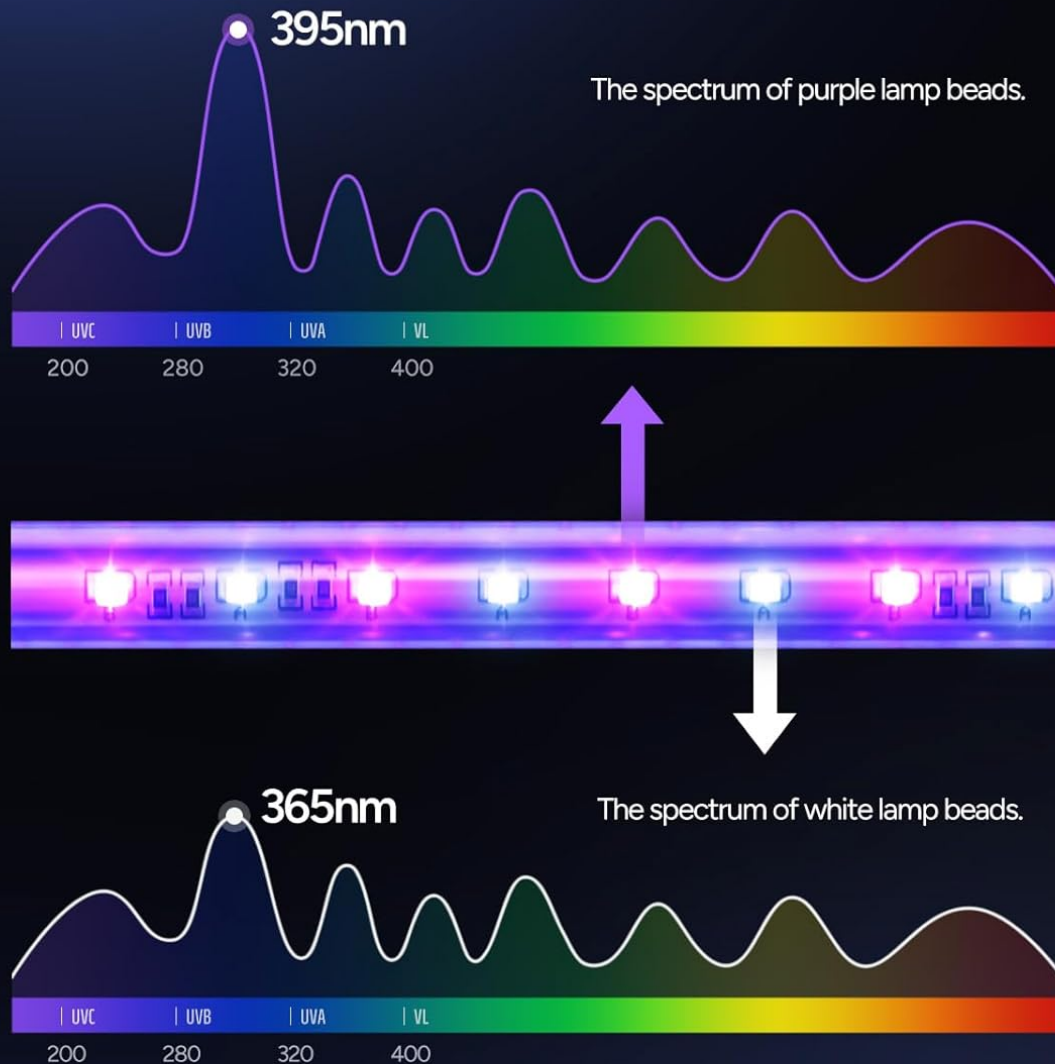 395nm
The spectrum of purple lamp beads.
UVC UVB UVA VL
200 280 320 400
365nm
The spectrum of white lamp beads.
UVC UVB UVA VL
200 280 320 400